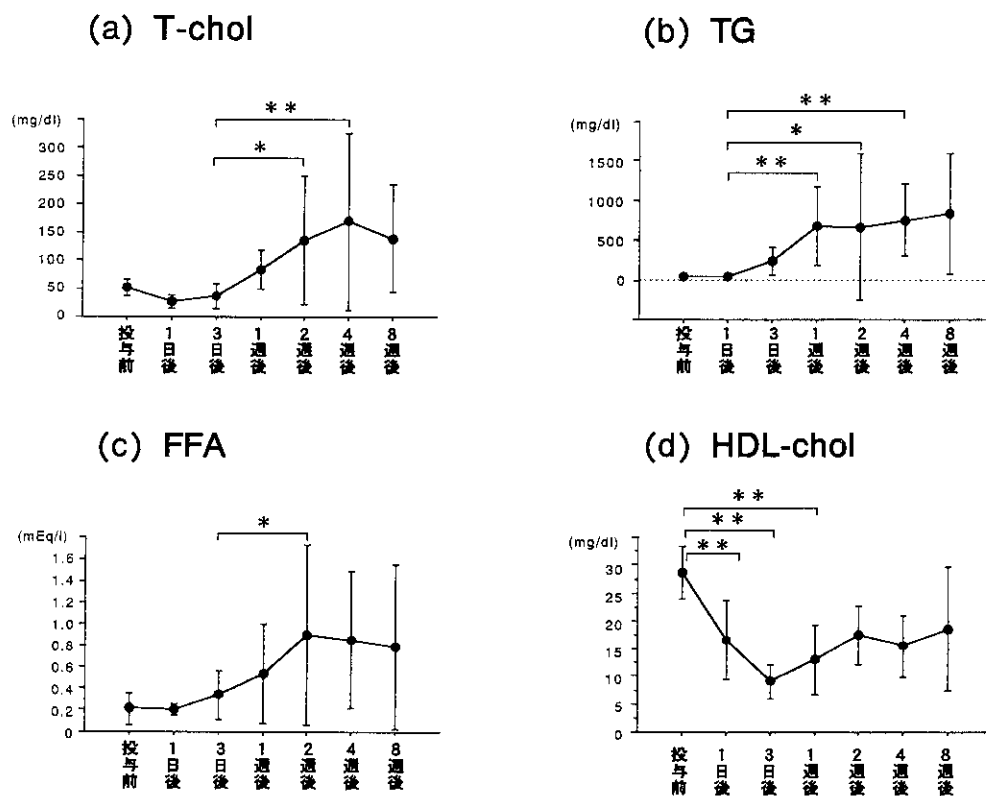 (a) T-chol
(mg/dl)
350
300
250
200
150
100
50
0
**
*
投与前
1日後
3日後
1週後
2週後
4週後
8週後
(b) TG
(mg/dl)
1500
1000
500
0
**
*
**
投与前
1日後
3日後
1週後
2週後
4週後
8週後
(c) FFA
(mEq/l)
1.6
1.4
1.2
1.0
0.8
0.6
0.4
0.2
0
*
投与前
1日後
3日後
1週後
2週後
4週後
8週後
(d) HDL-chol
(mg/dl)
30
25
20
15
10
5
0
**
**
**
投与前
1日後
3日後
1週後
2週後
4週後
8週後